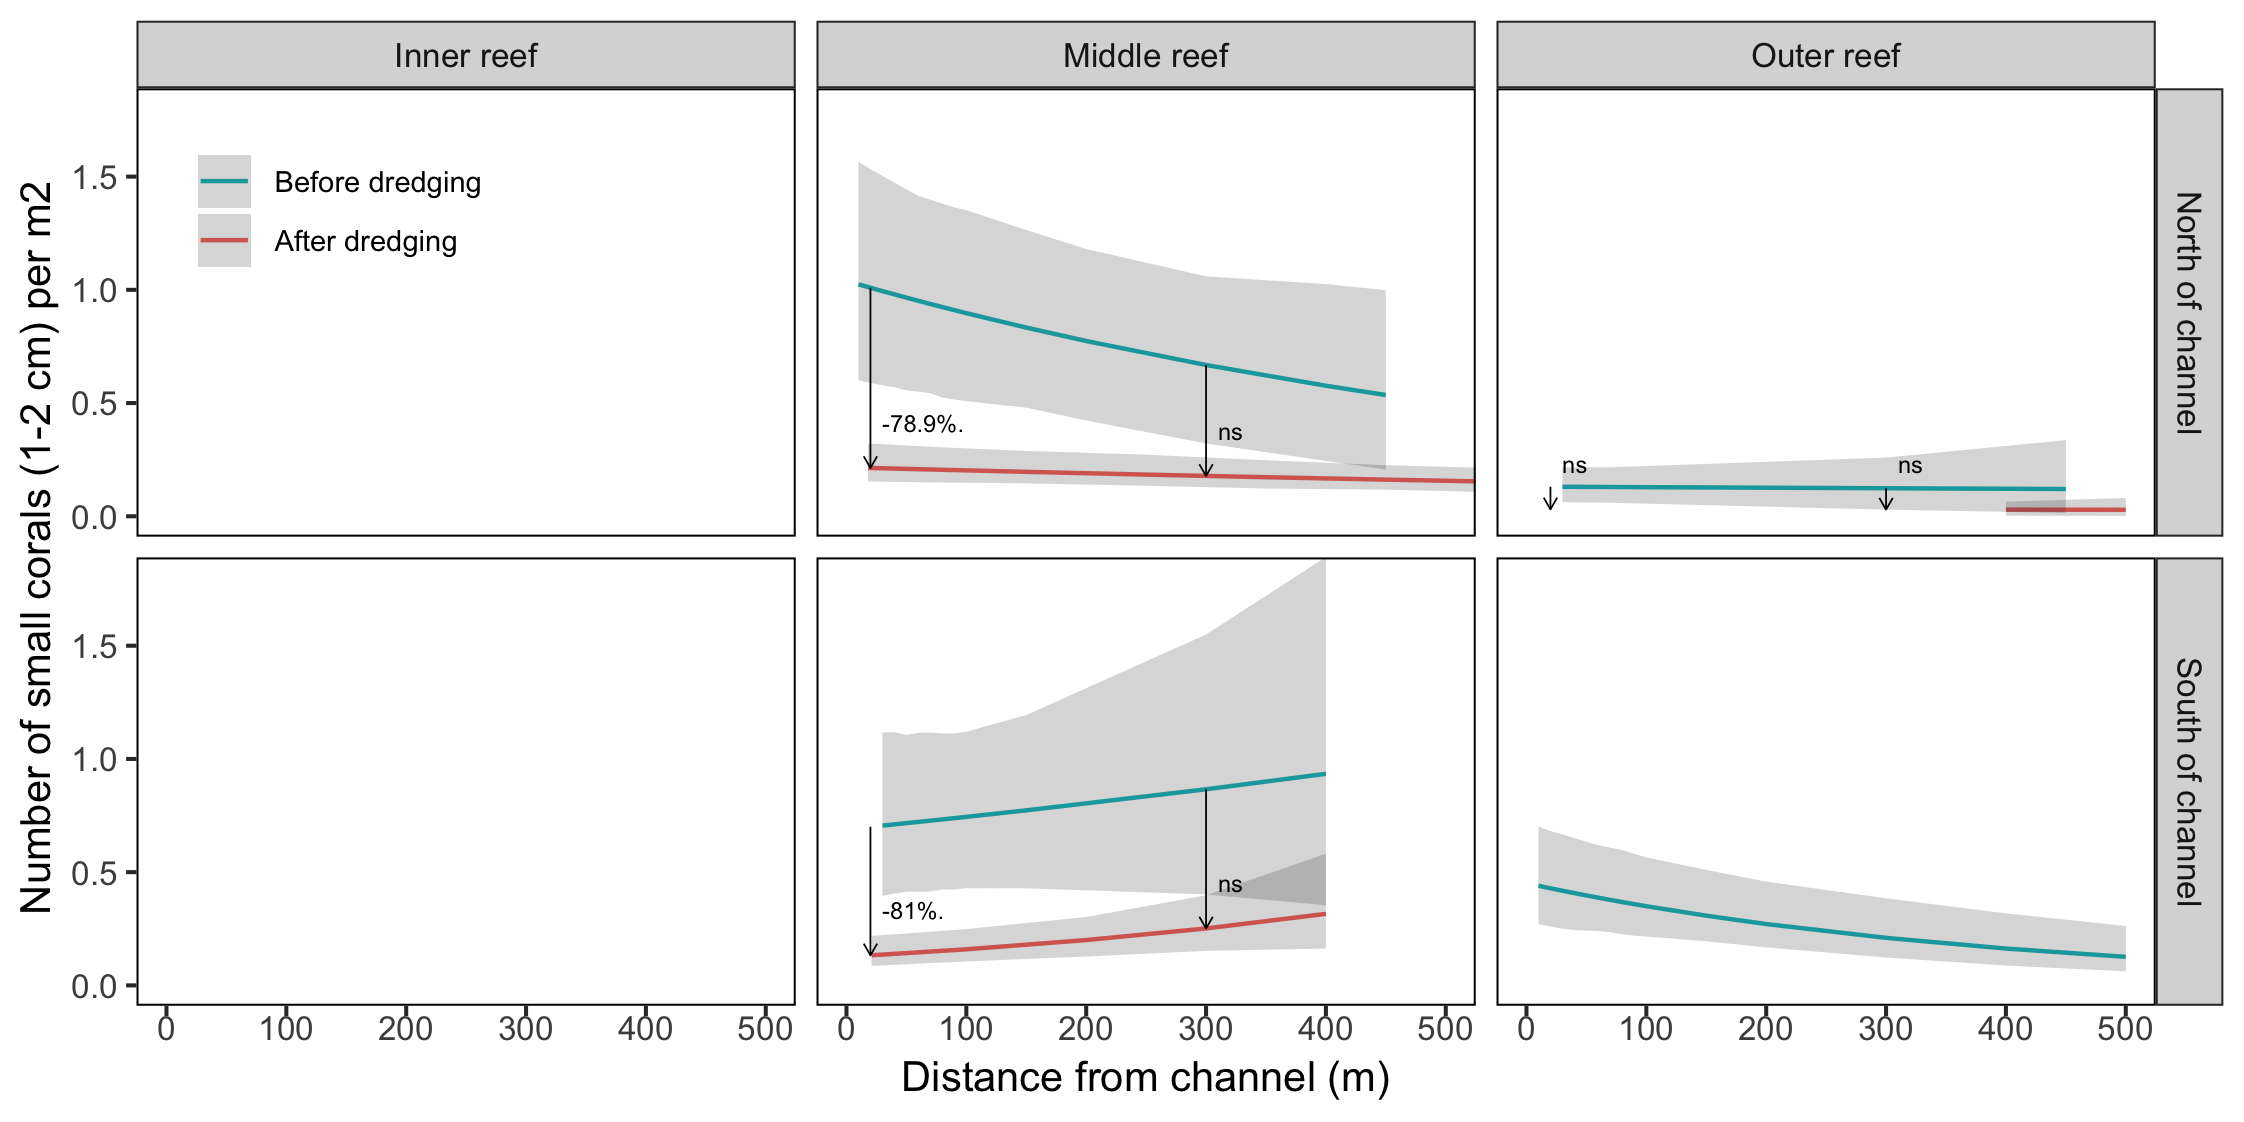 Inner reef
Middle reef
Outer reef
Number of small corals (1-2 cm) per m2
1.5
1.0
0.5
0.0
Before dredging
After dredging
-78.9%.
ns
ns
ns
North of channel
1.5
1.0
0.5
0.0
-81%.
ns
South of channel
0 100 200 300 400 500
0 100 200 300 400 500
0 100 200 300 400 500
Distance from channel (m)